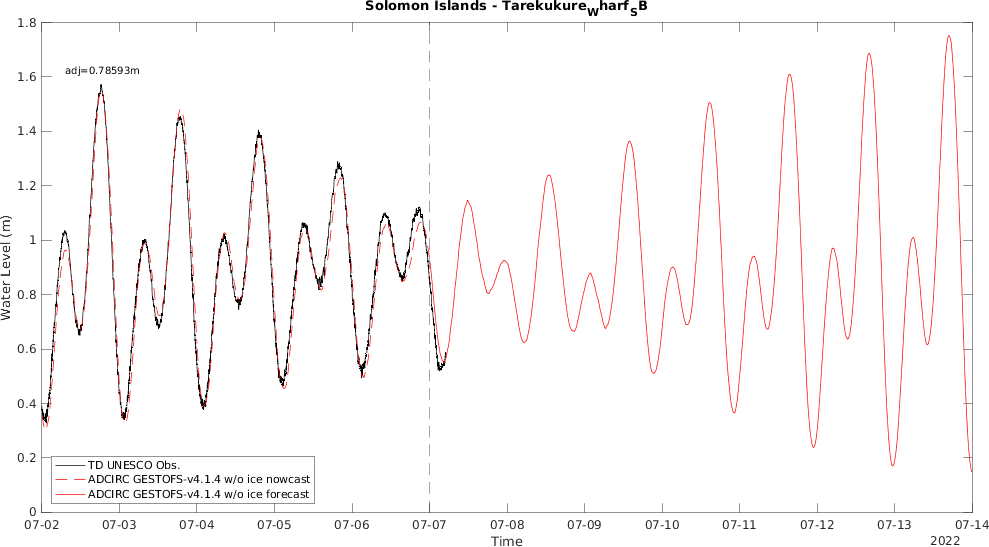 Solomon Islands - TarekukureWharfSB
adj=0.78593m
Water Level (m)
1.8
1.6
1.4
1.2
1
0.8
0.6
0.4
0.2
0
TD UNESCO Obs.
ADCIRC GESTOFS-v4.1.4 w/o ice nowcast
ADCIRC GESTOFS-v4.1.4 w/o ice forecast
07-02 07-03 07-04 07-05 07-06 07-07 07-08 07-09 07-10 07-11 07-12 07-13 07-14
Time
2022